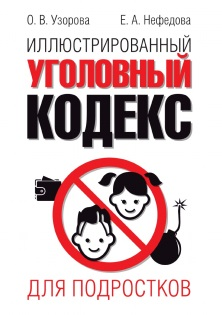 О. В. Узорова Е. А. Нефедова
ИЛЛЮСТРИРОВАННЫЙ
УГОЛОВНЫЙ
КОДЕКС
ДЛЯ ПОДРОСТКОВ